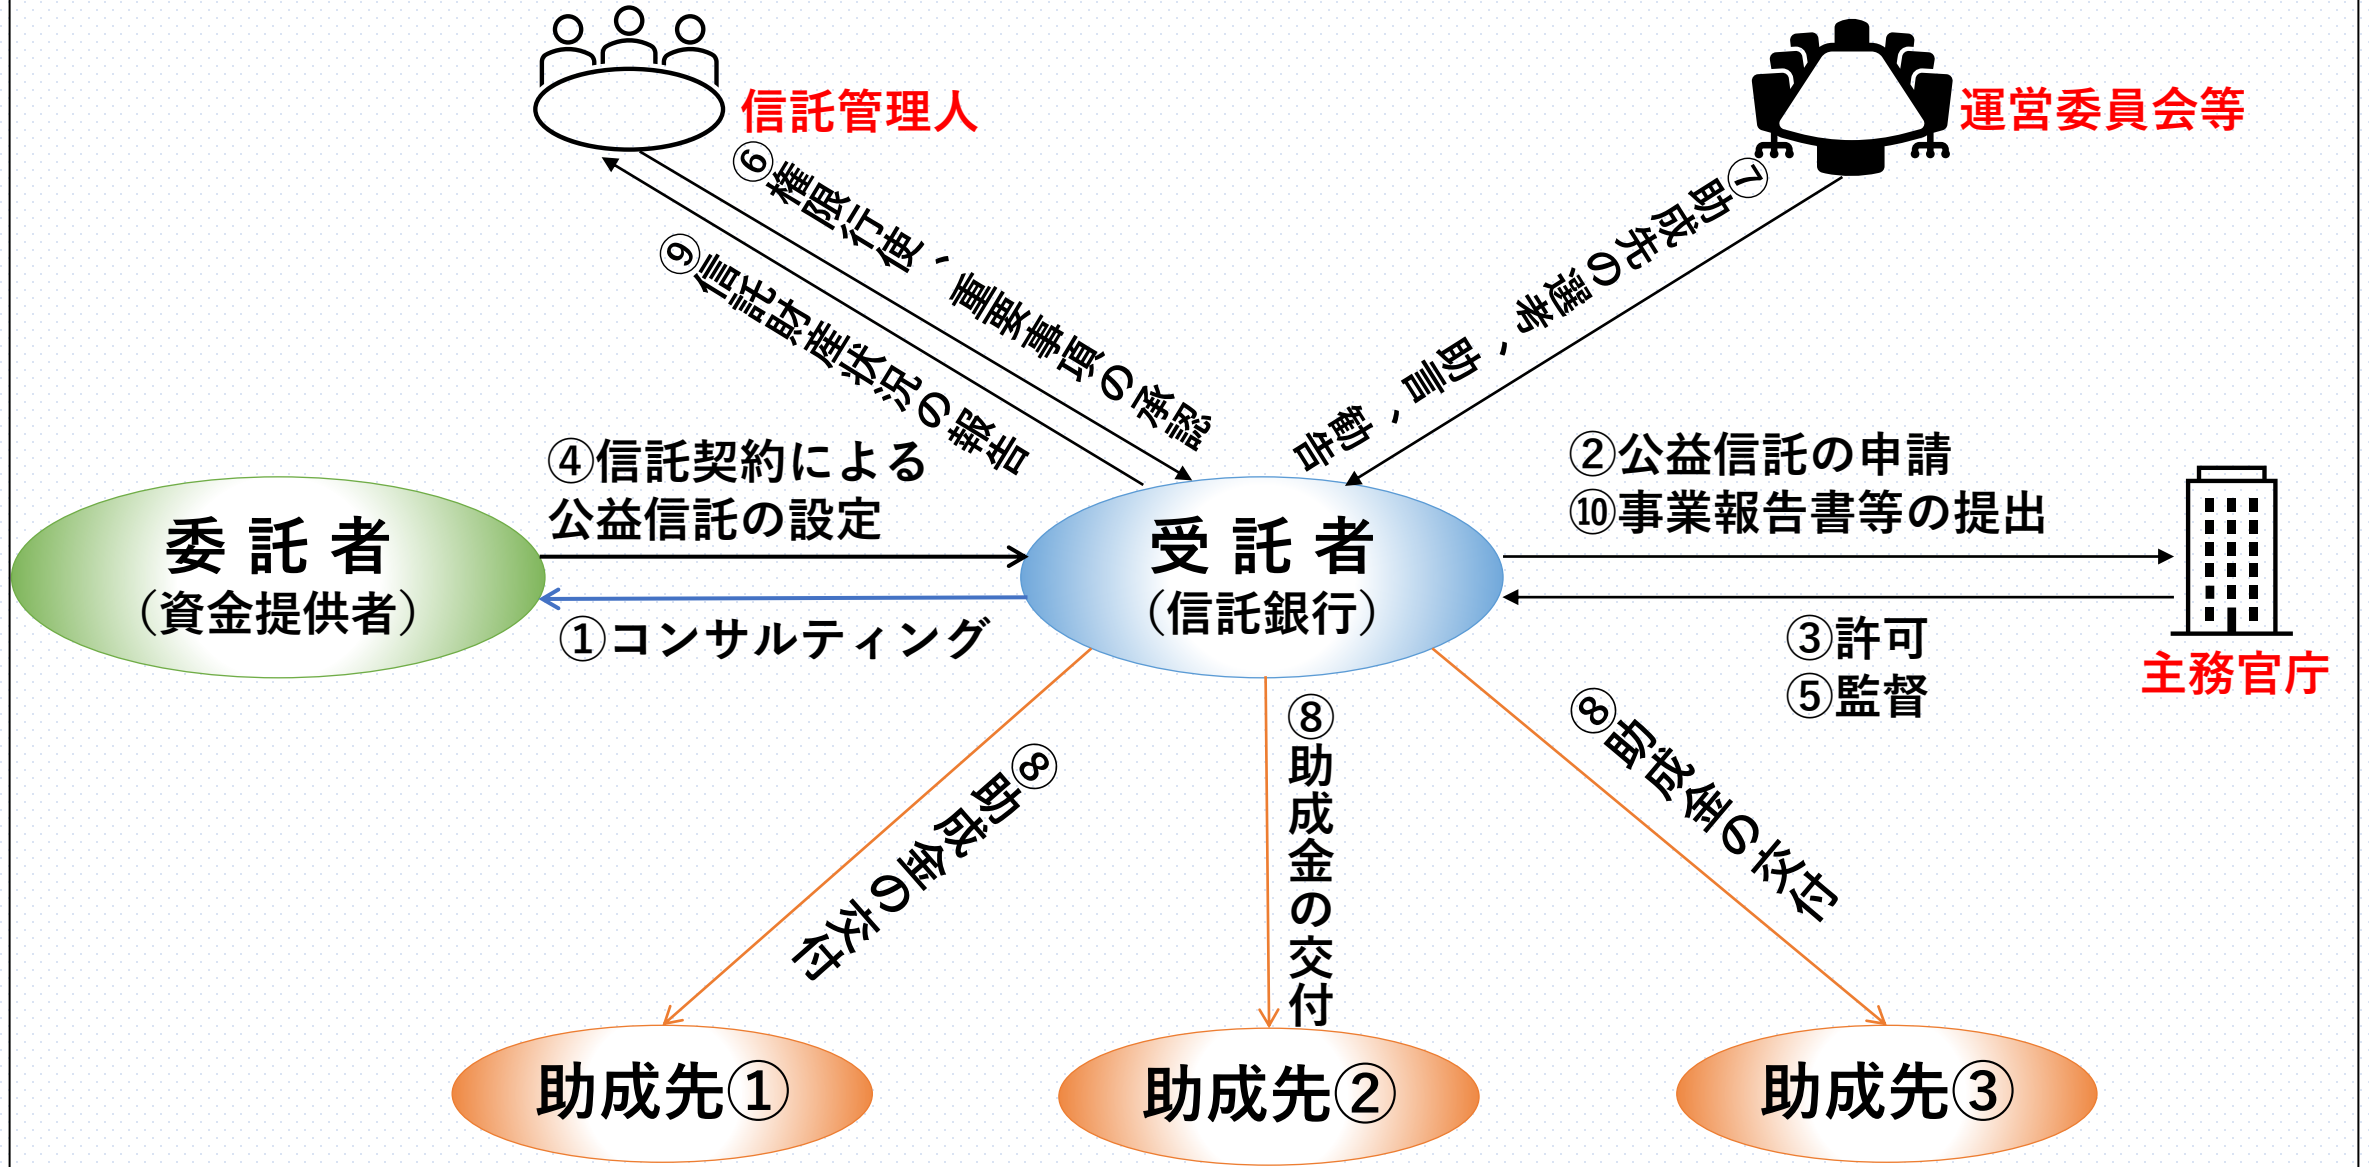 信託管理人
運営委員会等
⑥権限行使、重要事項の承認
⑨信託財産状況の報告
⑦助成先の選考、助言、勧告
④信託契約による
公益信託の設定
②公益信託の申請
⑩事業報告書等の提出
委託者
（資金提供者）
受託者
（信託銀行）
①コンサルティング
③許可
⑤監督
主務官庁
⑧助成金の交付
⑧助成金の交付
⑧助成金の交付
助成先①
助成先②
助成先③